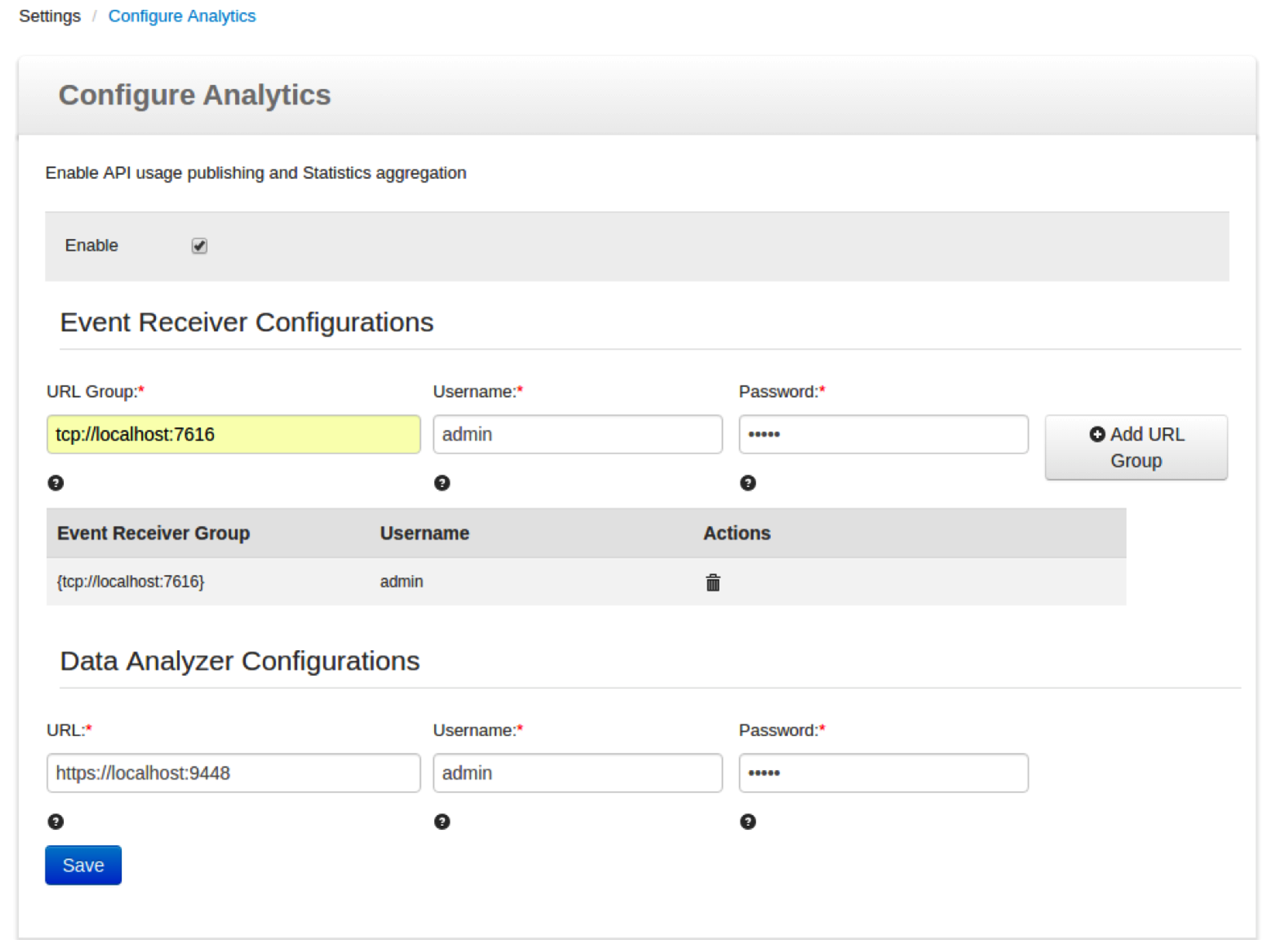 Settings / Configure Analytics
Configure Analytics
Enable API usage publishing and Statistics aggregation
Enable
Event Receiver Configurations
URL Group:* Username:* Password:*
tcp://localhost:7616 admin ••••• Add URL
Group
? ? ?
Event Receiver Group Username Actions
{tcp://localhost:7616} admin
Data Analyzer Configurations
URL:* Username:* Password:*
https://localhost:9448 admin •••••
? ? ?
Save